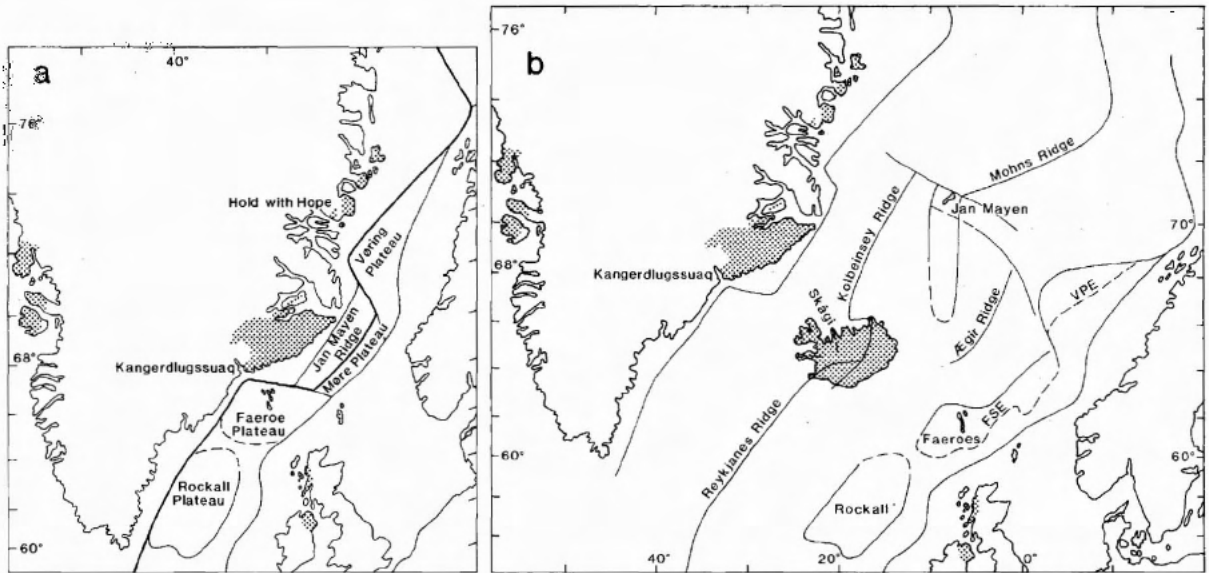 a
40°
76°
Hold with Hope
Vøring
Plateau
68°
Jan Mayen
Ridge
Møre Plateau
Kangerdlugssuaq
Faeroe
Plateau
Rockall
Plateau
60°
b
76°
Mohns Ridge
Jan Mayen
70°
Kolbeinsey Ridge
Kangerdlugssuaq
68°
Skagi
VPE
Ægir Ridge
Reykjanes Ridge
FSE
Faeroes
60°
60°
Rockall
40°
20°
0°